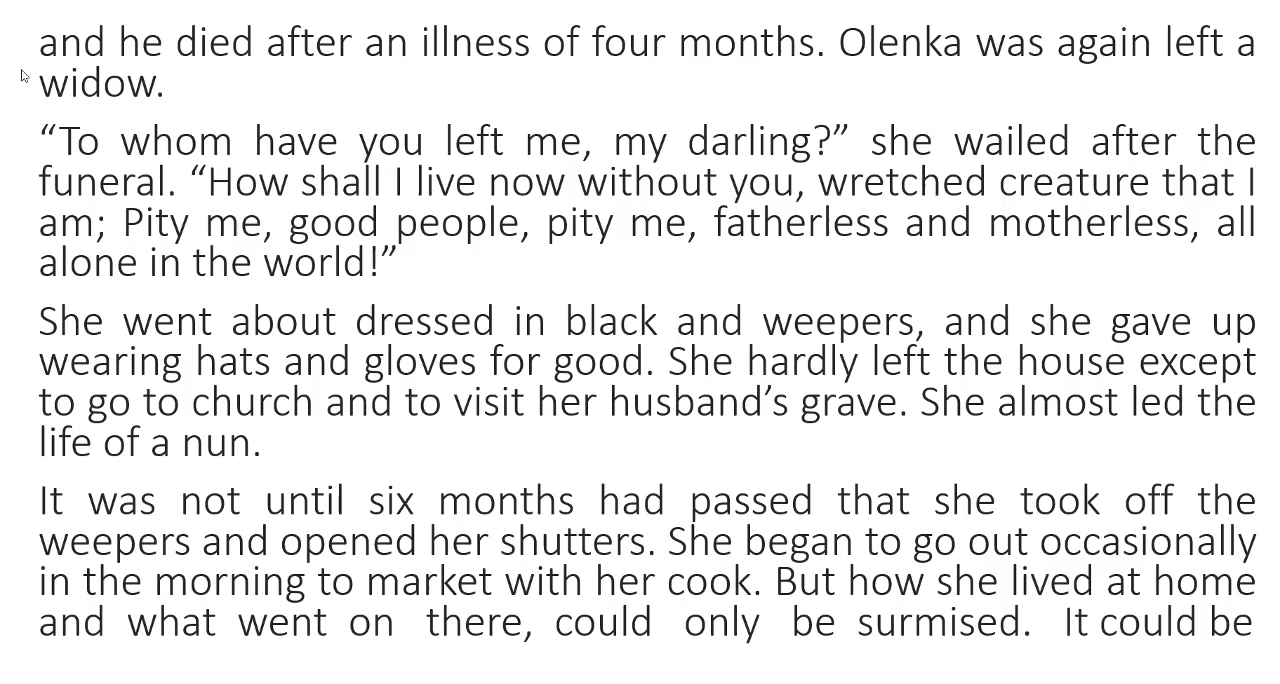 and he died after an illness of four months. Olenka was again left a
widow.
“To whom have you left me, my darling?” she wailed after the
funeral. “How shall I live now without you, wretched creature that I
am; Pity me, good people, pity me, fatherless and motherless, all
alone in the world!”
She went about dressed in black and weepers, and she gave up
wearing hats and gloves for good. She hardly left the house except
to go to church and to visit her husband’s grave. She almost led the
life of a nun.
It was not until six months had passed that she took off the
weepers and opened her shutters. She began to go out occasionally
in the morning to market with her cook. But how she lived at home
and what went on there, could only be surmised. It could be